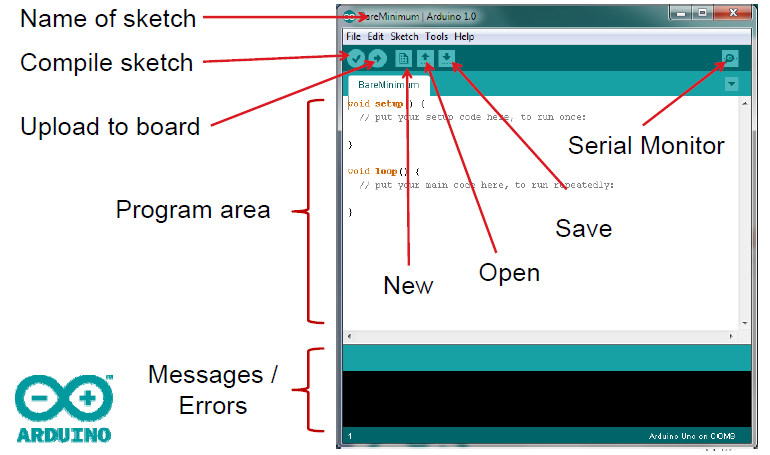 Name of sketch
BareMinimum | Arduino 1.0
File Edit Sketch Tools Help
Compile sketch
BareMinimum
Upload to board
void setup() {
// put your setup code here, to run once:
}
Serial Monitor
void loop() {
// put your main code here, to run repeatedly:
}
Program area
Save
Open
New
Messages /
Errors
™
ARDUINO
1
Arduino Uno on COM9